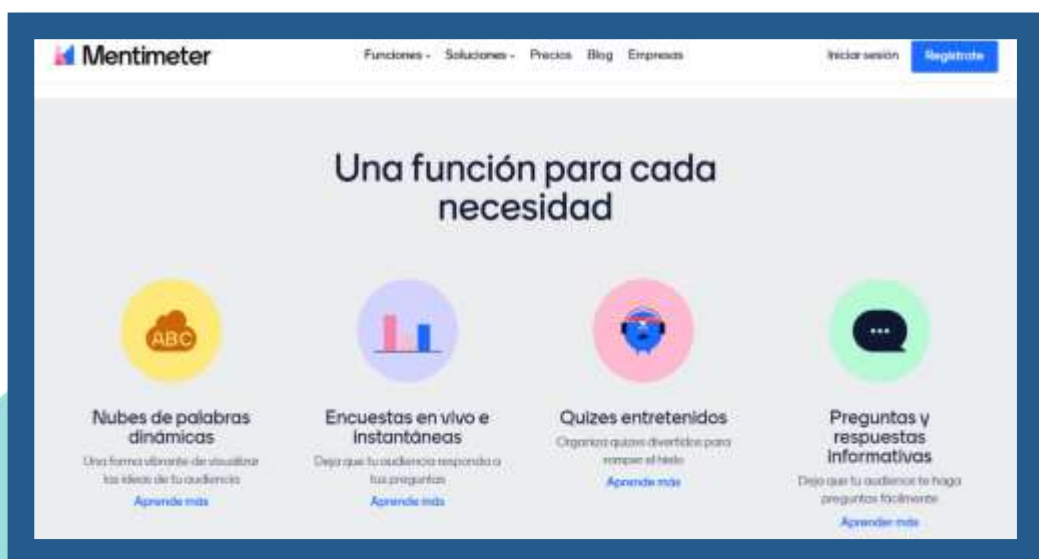 Mentimeter
Funciones Soluciones Precios Blog Empresas
Iniciar sesión
Regístrate
Una función para cada
necesidad
ABC
Nubes de palabras
dinámicas
Una forma vibrante de visualizar
las ideas de tu audiencia
Aprende más
Encuestas en vivo e
instantáneas
Deja que tu audiencia responda a
tus preguntas
Aprende más
Quizes entretenidos
Organiza quizes divertidos para
romper el hielo
Aprende más
Preguntas y
respuestas
informativas
Deja que tu audiencia te haga
preguntas fácilmente
Aprender más